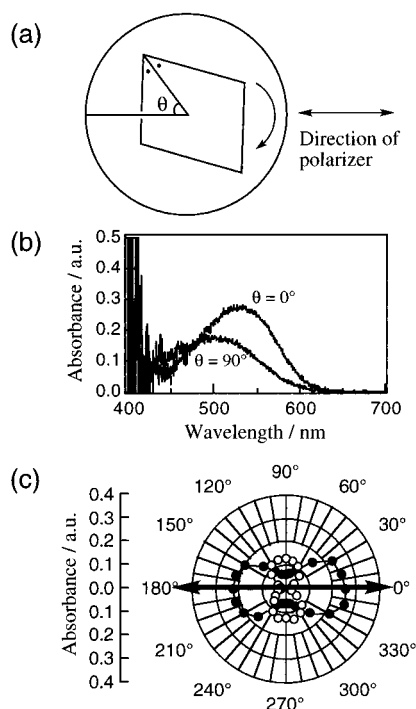 (a)
θ
Direction of
polarizer
(b)
Absorbance / a.u.
0.5
0.4
0.3
0.2
0.1
0.0
θ = 0°
θ = 90°
400 500 600 700
Wavelength / nm
(c)
Absorbance / a.u.
0.4
0.3
0.2
0.1
0.0
0.1
0.2
0.3
0.4
90°
120° 60°
150° 30°
180° 0°
210° 330°
240° 300°
270°